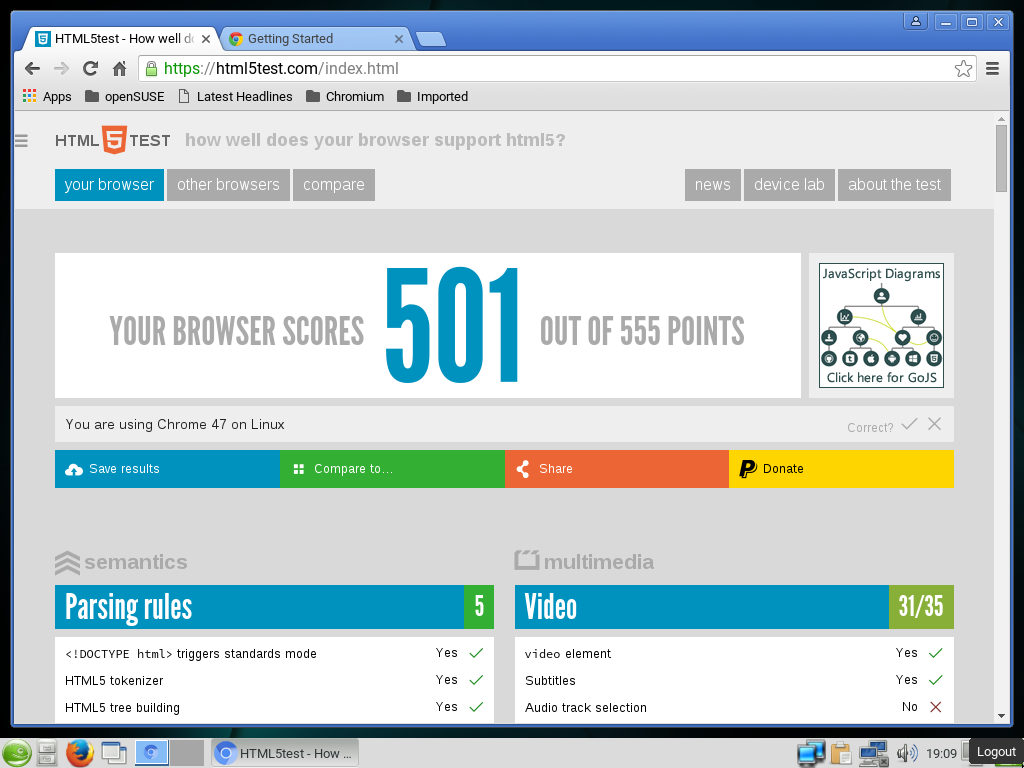 HTML5test - How well do
Getting Started
https://html5test.com/index.html
Apps
openSUSE
Latest Headlines
Chromium
Imported
HTML 5 TEST
how well does your browser support html5?
your browser
other browsers
compare
news
device lab
about the test
YOUR BROWSER SCORES 501 OUT OF 555 POINTS
JavaScript Diagrams
Click here for GoJS
You are using Chrome 47 on Linux
Correct?
Save results
Compare to...
Share
Donate
semantics
Parsing rules 5
<!DOCTYPE html> triggers standards mode Yes
HTML5 tokenizer Yes
HTML5 tree building Yes
multimedia
Video 31/35
video element Yes
Subtitles Yes
Audio track selection No
HTML5test - How ...
19:09
Logout